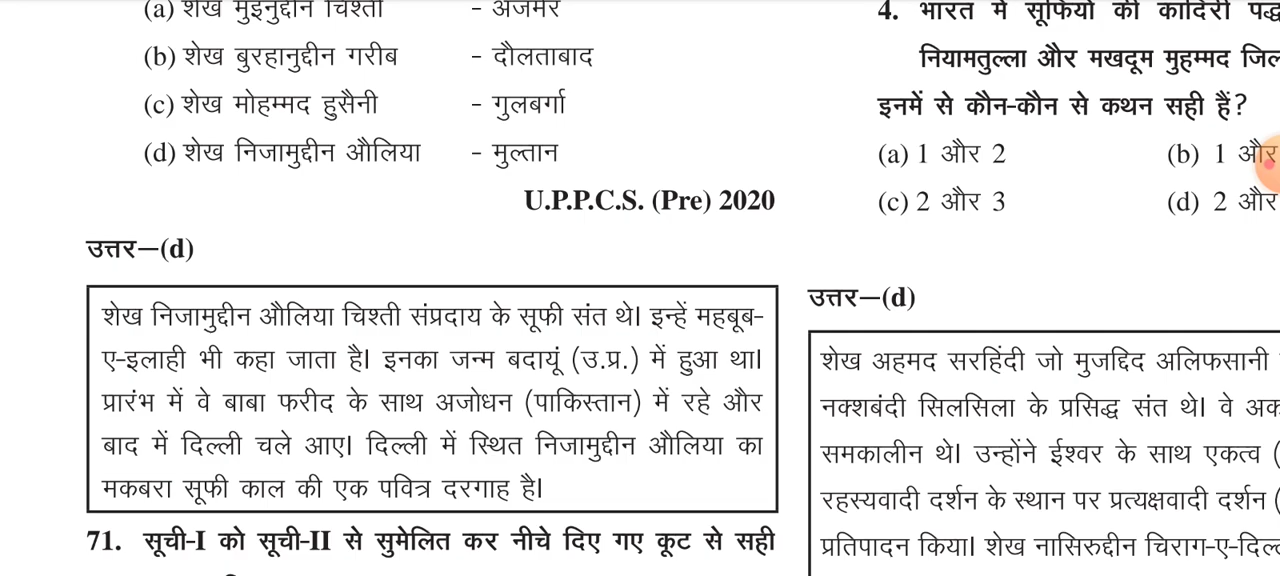 (a) शेख मुइनुद्दीन चिश्ती - अजमेर
(b) शेख बुरहानुद्दीन गरीब - दौलताबाद
(c) शेख मोहम्मद हुसैनी - गुलबर्गा
(d) शेख निजामुद्दीन औलिया - मुल्तान
U.P.P.C.S. (Pre) 2020
उत्तर–(d)
शेख निजामुद्दीन औलिया चिश्ती संप्रदाय के सूफी संत थे। इन्हें महबूब-
ए-इलाही भी कहा जाता है। इनका जन्म बदायूं (उ.प्र.) में हुआ था।
प्रारंभ में वे बाबा फरीद के साथ अजोधन (पाकिस्तान) में रहे और
बाद में दिल्ली चले आए। दिल्ली में स्थित निजामुद्दीन औलिया का
मकबरा सूफी काल की एक पवित्र दरगाह है।
71. सूची-I को सूची-II से सुमेलित कर नीचे दिए गए कूट से सही
4. भारत में सूफियों की कादिरी
नियामतुल्ला और मखदूम मुहम्मद
इनमें से कौन-कौन से कथन सही हैं?
(a) 1 और 2 (b) 1 और
(c) 2 और 3 (d) 2 और
उत्तर–(d)
शेख अहमद सरहिंदी जो मुजद्दिद अलिफसानी
नक्शबंदी सिलसिला के प्रसिद्ध संत थे। वे
समकालीन थे। उन्होंने ईश्वर के साथ एकत्व (
रहस्यवादी दर्शन के स्थान पर प्रत्यक्षवादी दर्शन (
प्रतिपादन किया। शेख नासिरुद्दीन चिराग-ए-